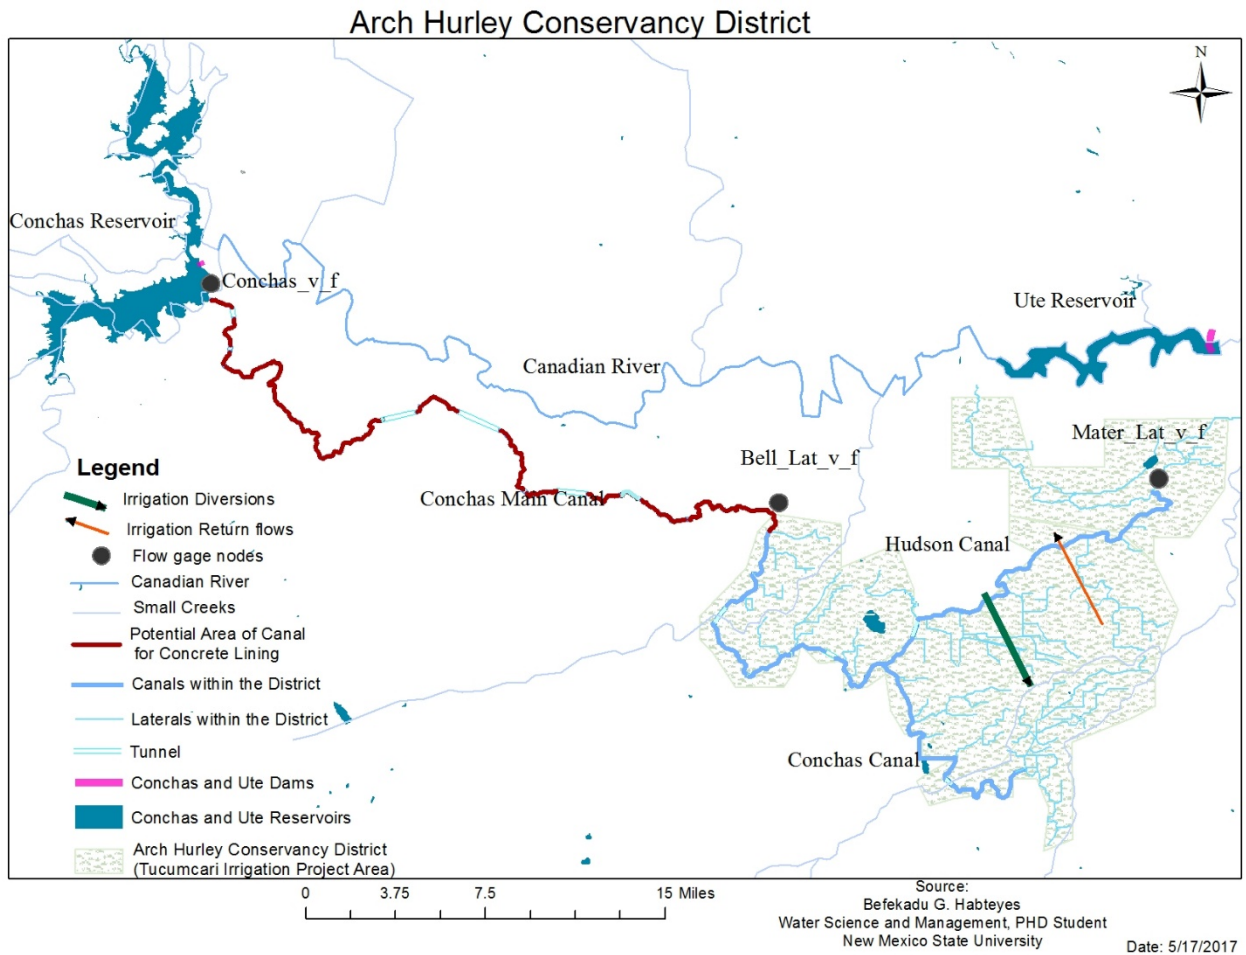 Arch Hurley Conservancy District
N
Conchas Reservoir
Conchas_v_f
Ute Reservoir
Canadian River
Mater_Lat_v_f
Bell_Lat_v_f
Conchas Main Canal
Hudson Canal
Conchas Canal
Legend
Irrigation Diversions
Irrigation Return flows
Flow gage nodes
Canadian River
Small Creeks
Potential Area of Canal
for Concrete Lining
Canals within the District
Laterals within the District
Tunnel
Conchas and Ute Dams
Conchas and Ute Reservoirs
Arch Hurley Conservancy District
(Tucumcari Irrigation Project Area)
0 3.75 7.5 15 Miles
Source:
Befekadu G. Habteyes
Water Science and Management, PHD Student
New Mexico State University
Date: 5/17/2017